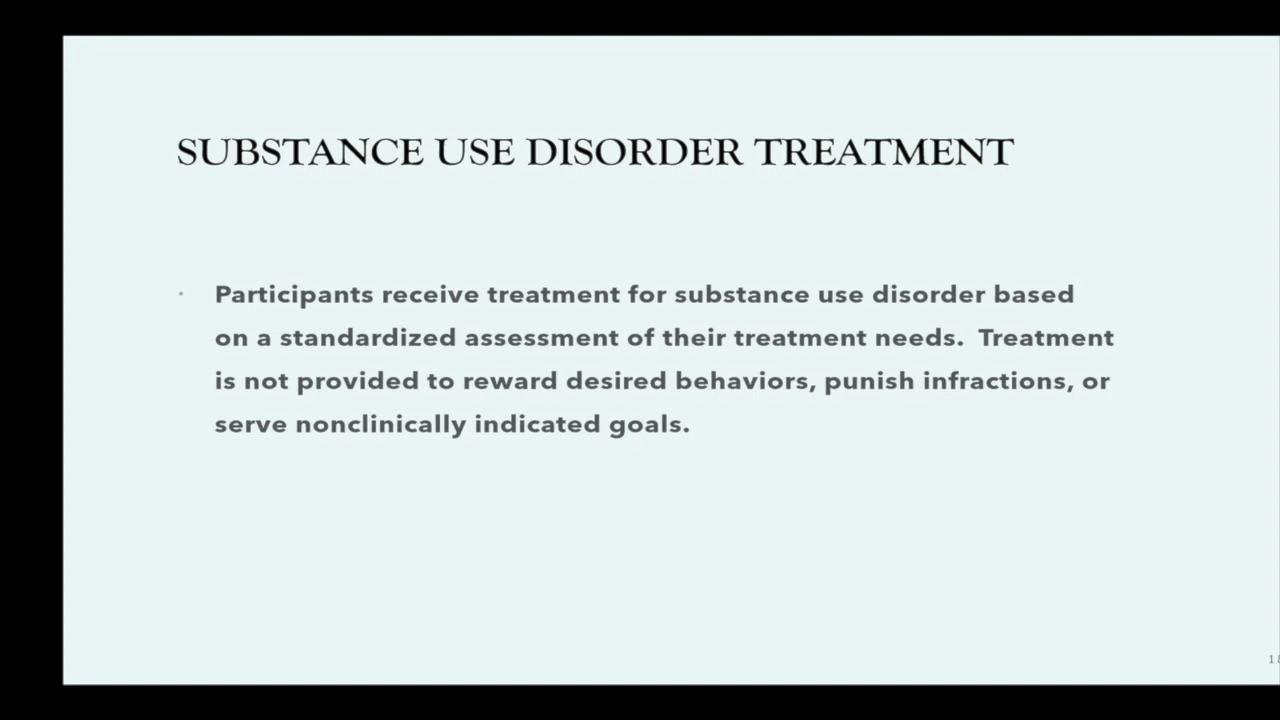 SUBSTANCE USE DISORDER TREATMENT
• Participants receive treatment for substance use disorder based
on a standardized assessment of their treatment needs.  Treatment
is not provided to reward desired behaviors, punish infractions, or
serve nonclinically indicated goals.